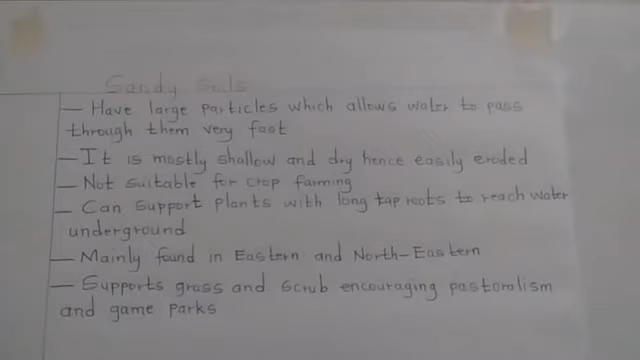 Sandy Soils
— Have large particles which allows water to pass
through them very fast
— It is mostly shallow and dry hence easily eroded
— Not suitable for crop farming
— Can support plants with long tap roots to reach water
underground
— Mainly found in Eastern and North-Eastern
— Supports grass and scrub encouraging pastoralism
and game parks